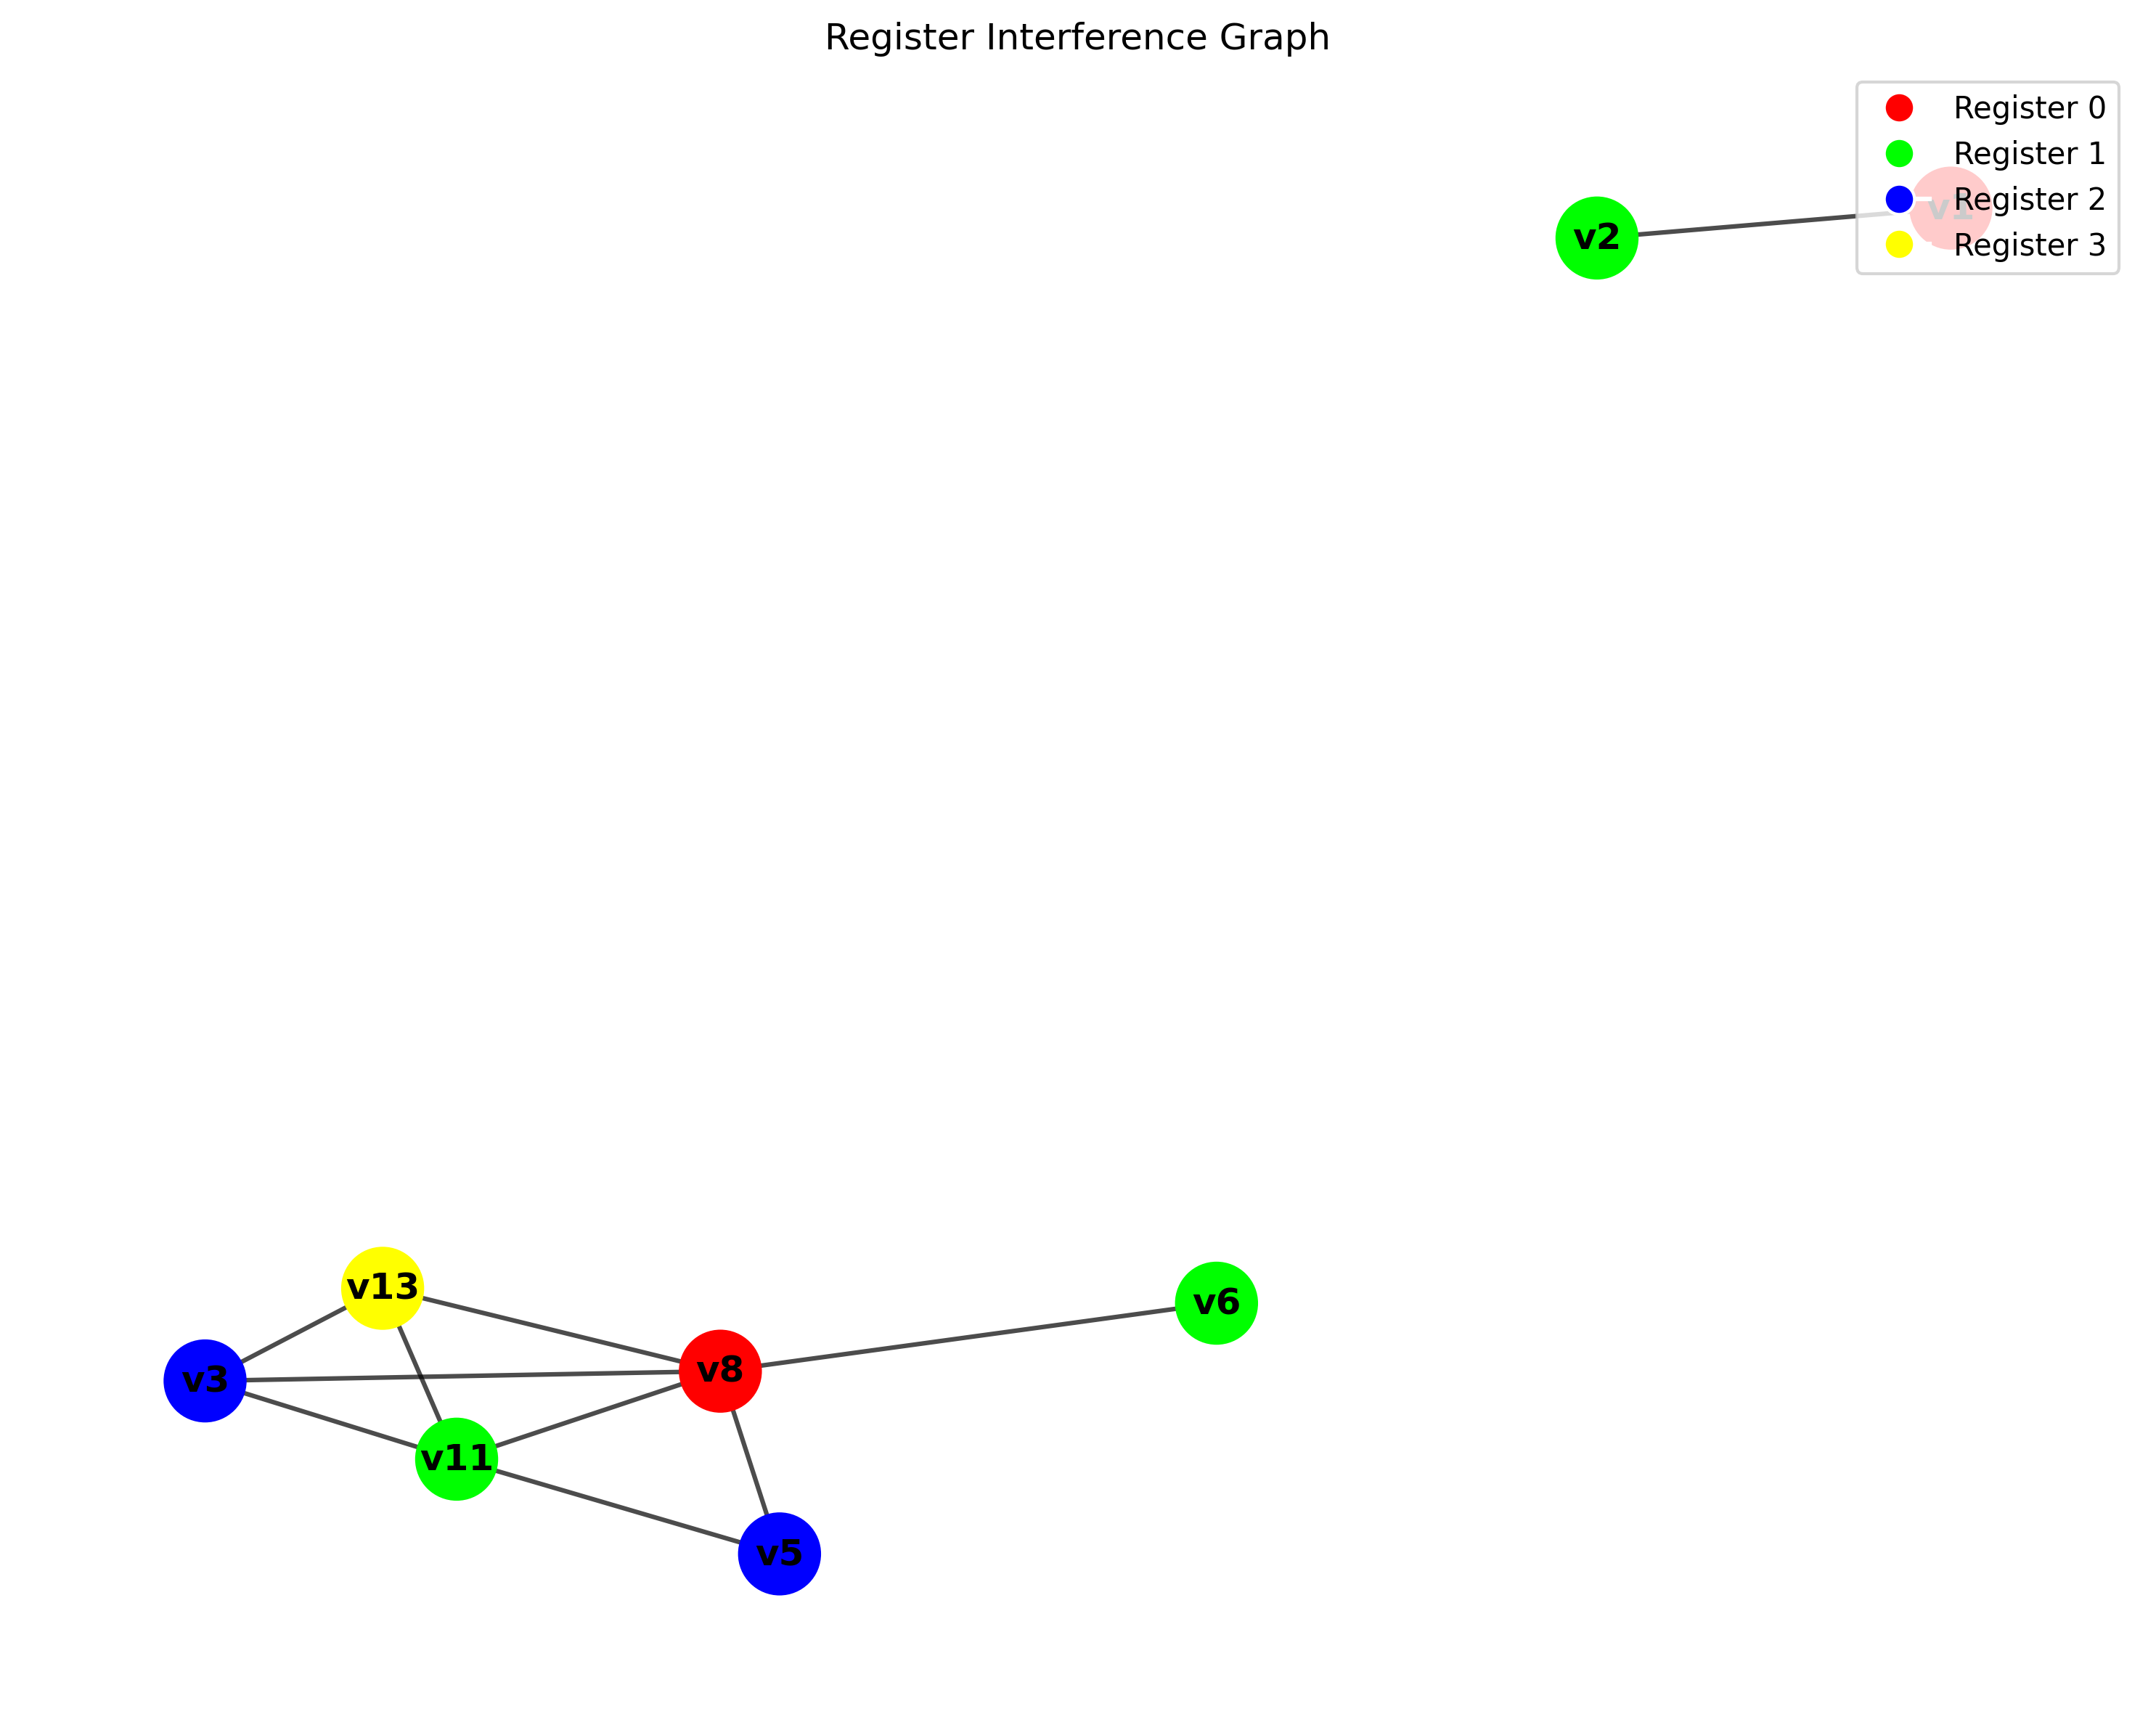 Register Interference Graph
Register 0
Register 1
Register 2
Register 3
v2
v1
v13
v6
v8
v3
v11
v5